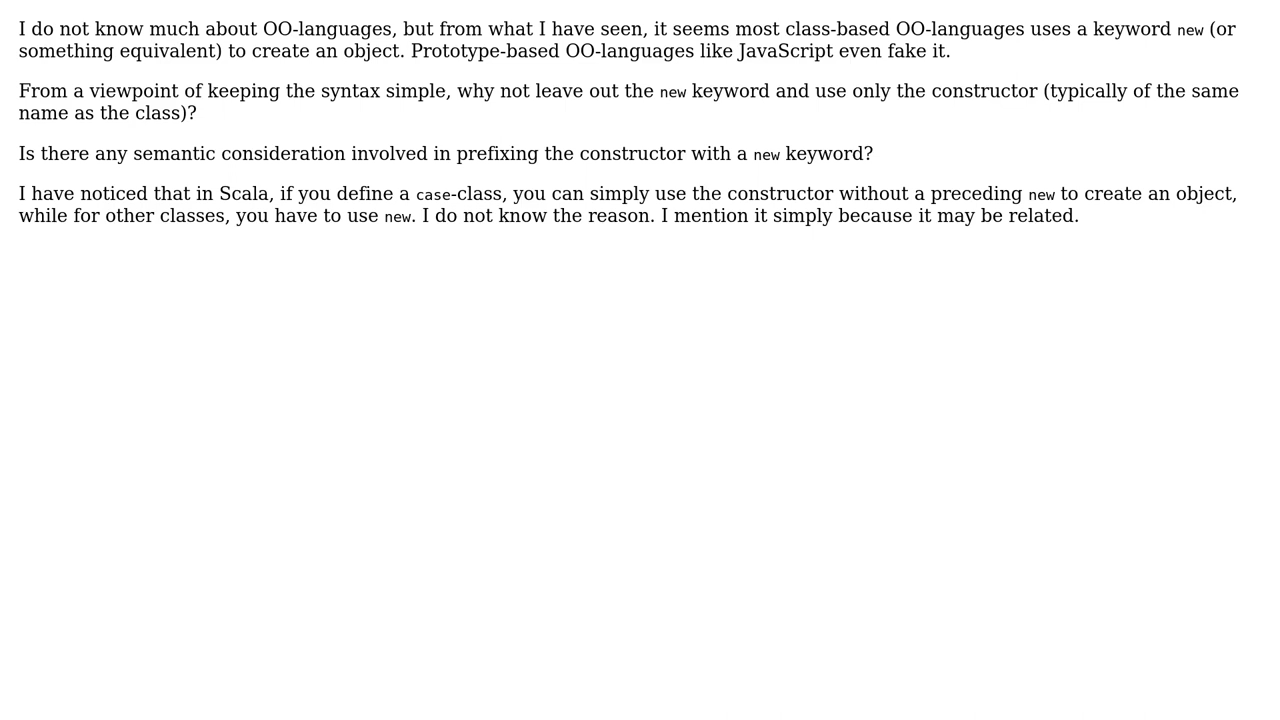 I do not know much about OO-languages, but from what I have seen, it seems most class-based OO-languages uses a keyword new (or
something equivalent) to create an object. Prototype-based OO-languages like JavaScript even fake it.
From a viewpoint of keeping the syntax simple, why not leave out the new keyword and use only the constructor (typically of the same
name as the class)?
Is there any semantic consideration involved in prefixing the constructor with a new keyword?
I have noticed that in Scala, if you define a case-class, you can simply use the constructor without a preceding new to create an object,
while for other classes, you have to use new. I do not know the reason. I mention it simply because it may be related.